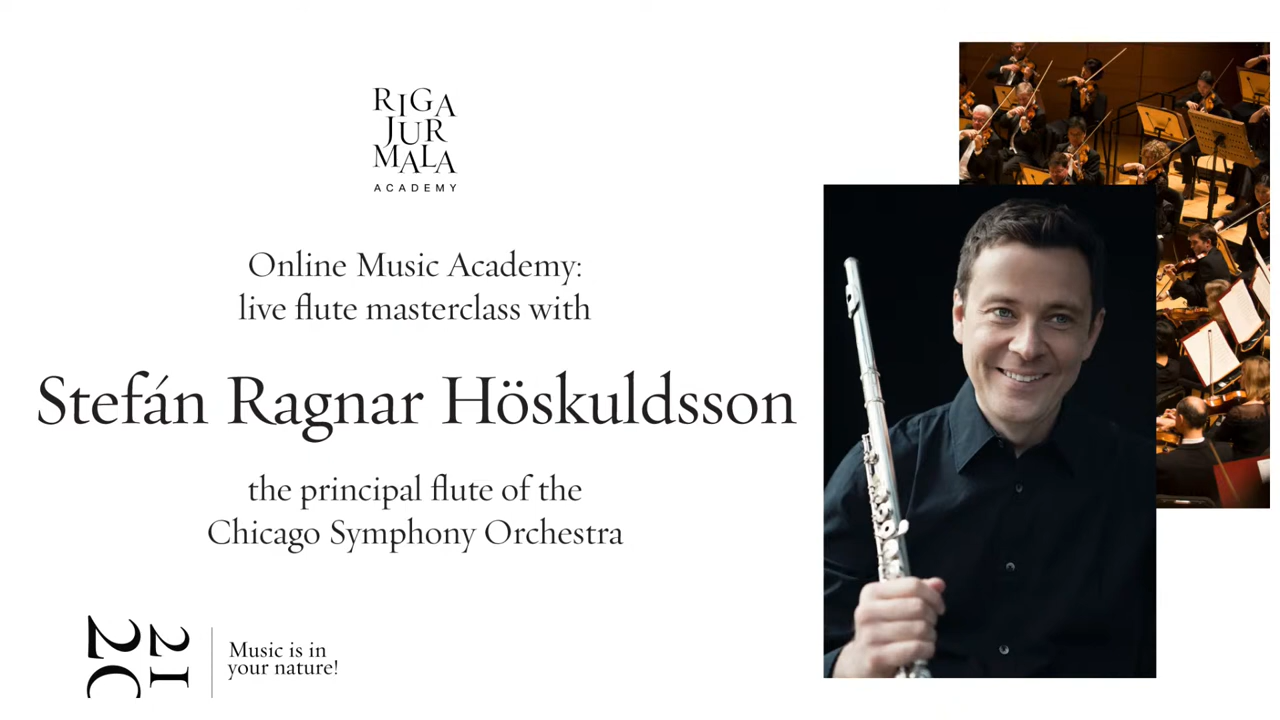 RIGA
JUR
MALA
ACADEMY
Online Music Academy:
live flute masterclass with
Stefán Ragnar Höskuldsson
the principal flute of the
Chicago Symphony Orchestra
20
21
Music is in
your nature!